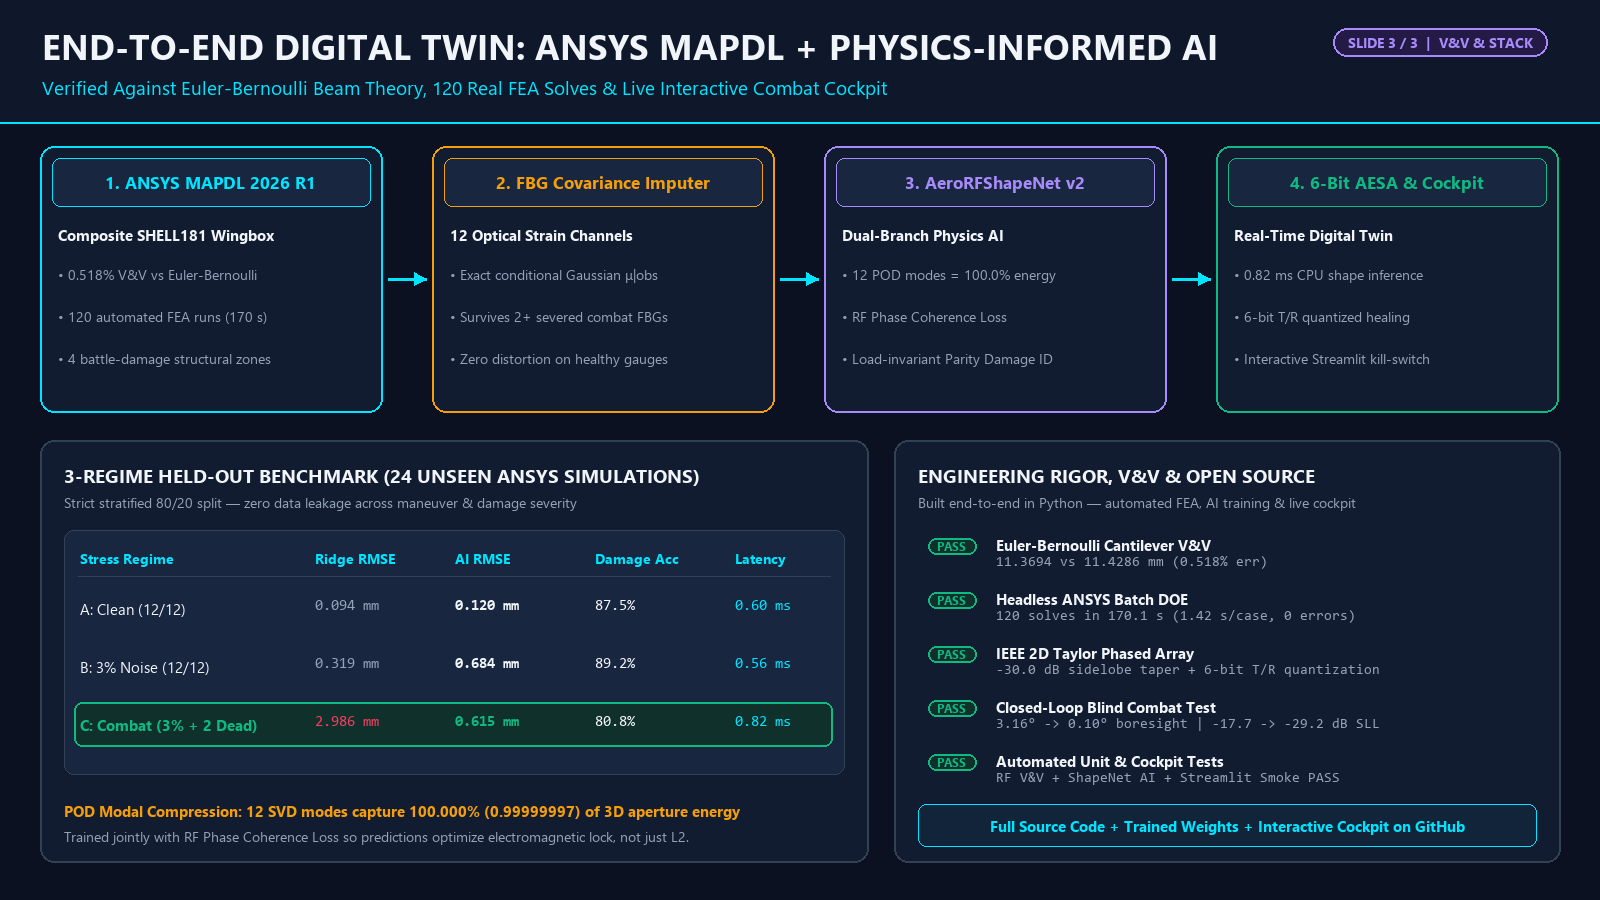 END-TO-END DIGITAL TWIN: ANSYS MAPDL + PHYSICS-INFORMED AI
SLIDE 3 / 3 | V&V & STACK
Verified Against Euler-Bernoulli Beam Theory, 120 Real FEA Solves & Live Interactive Combat Cockpit
1. ANSYS MAPDL 2026 R1
Composite SHELL181 Wingbox
• 0.518% V&V vs Euler-Bernoulli
• 120 automated FEA runs (170 s)
• 4 battle-damage structural zones
2. FBG Covariance Imputer
12 Optical Strain Channels
• Exact conditional Gaussian μ|obs
• Survives 2+ severed combat FBGs
• Zero distortion on healthy gauges
3. AeroRFShapeNet v2
Dual-Branch Physics AI
• 12 POD modes = 100.0% energy
• RF Phase Coherence Loss
• Load-invariant Parity Damage ID
4. 6-Bit AESA & Cockpit
Real-Time Digital Twin
• 0.82 ms CPU shape inference
• 6-bit T/R quantized healing
• Interactive Streamlit kill-switch
3-REGIME HELD-OUT BENCHMARK (24 UNSEEN ANSYS SIMULATIONS)
Strict stratified 80/20 split — zero data leakage across maneuver & damage severity
Stress Regime Ridge RMSE AI RMSE Damage Acc Latency
A: Clean (12/12) 0.094 mm 0.120 mm 87.5% 0.60 ms
B: 3% Noise (12/12) 0.319 mm 0.684 mm 89.2% 0.56 ms
C: Combat (3% + 2 Dead) 2.986 mm 0.615 mm 80.8% 0.82 ms
POD Modal Compression: 12 SVD modes capture 100.000% (0.99999997) of 3D aperture energy
Trained jointly with RF Phase Coherence Loss so predictions optimize electromagnetic lock, not just L2.
ENGINEERING RIGOR, V&V & OPEN SOURCE
Built end-to-end in Python — automated FEA, AI training & live cockpit
PASS Euler-Bernoulli Cantilever V&V
11.3694 vs 11.4286 mm (0.518% err)
PASS Headless ANSYS Batch DOE
120 solves in 170.1 s (1.42 s/case, 0 errors)
PASS IEEE 2D Taylor Phased Array
-30.0 dB sidelobe taper + 6-bit T/R quantization
PASS Closed-Loop Blind Combat Test
3.16° -> 0.10° boresight | -17.7 -> -29.2 dB SLL
PASS Automated Unit & Cockpit Tests
RF V&V + ShapeNet AI + Streamlit Smoke PASS
Full Source Code + Trained Weights + Interactive Cockpit on GitHub